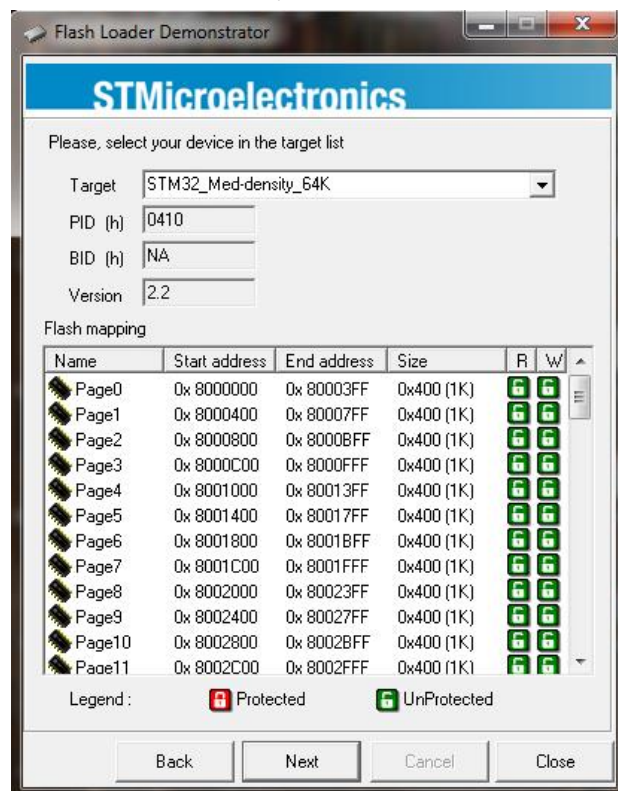 Flash Loader Demonstrator
STMicroelectronics
Please, select your device in the target list
Target STM32_Med-density_64K
PID (h) 0410
BID (h) NA
Version 2.2
Flash mapping
Name Start address End address Size R W
Page0 0x 8000000 0x 80003FF 0x400 (1K)
Page1 0x 8000400 0x 80007FF 0x400 (1K)
Page2 0x 8000800 0x 8000BFF 0x400 (1K)
Page3 0x 8000C00 0x 8000FFF 0x400 (1K)
Page4 0x 8001000 0x 80013FF 0x400 (1K)
Page5 0x 8001400 0x 80017FF 0x400 (1K)
Page6 0x 8001800 0x 8001BFF 0x400 (1K)
Page7 0x 8001C00 0x 8001FFF 0x400 (1K)
Page8 0x 8002000 0x 80023FF 0x400 (1K)
Page9 0x 8002400 0x 80027FF 0x400 (1K)
Page10 0x 8002800 0x 8002BFF 0x400 (1K)
Page11 0x 8002C00 0x 8002FFF 0x400 (1K)
Legend : Protected UnProtected
Back Next Cancel Close